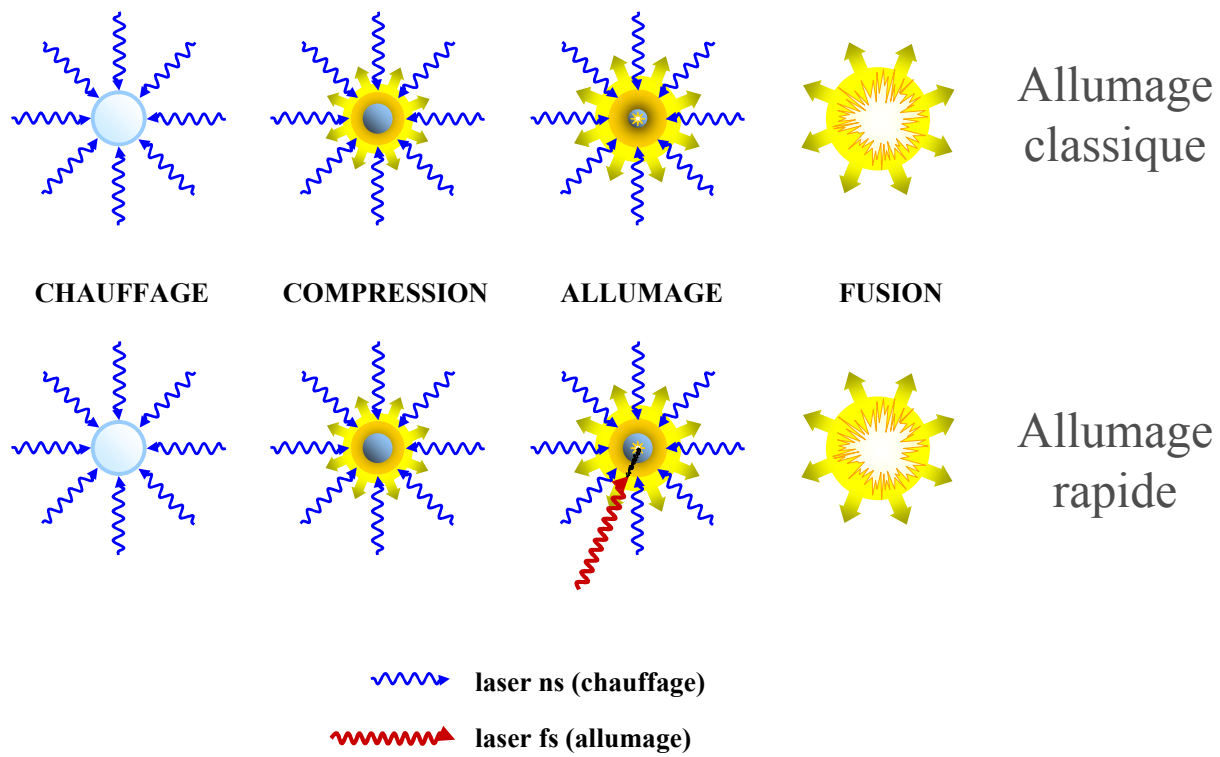 Allumage
classique
CHAUFFAGE COMPRESSION ALLUMAGE FUSION
Allumage
rapide
laser ns (chauffage)
laser fs (allumage)